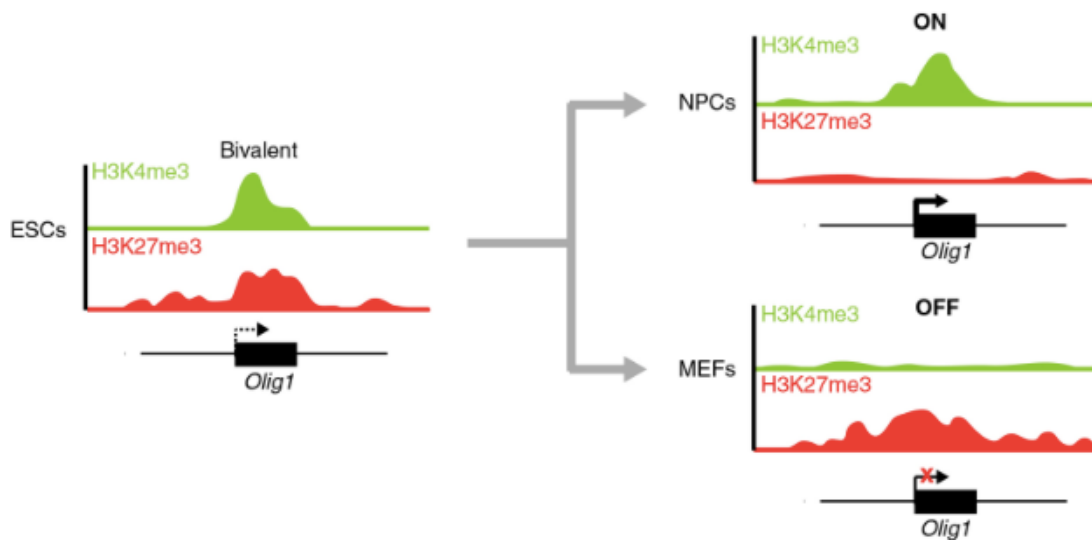 Bivalent
H3K4me3
ESCs
H3K27me3
Olig1
ON
H3K4me3
NPCs
H3K27me3
Olig1
OFF
H3K4me3
MEFs
H3K27me3
X
Olig1